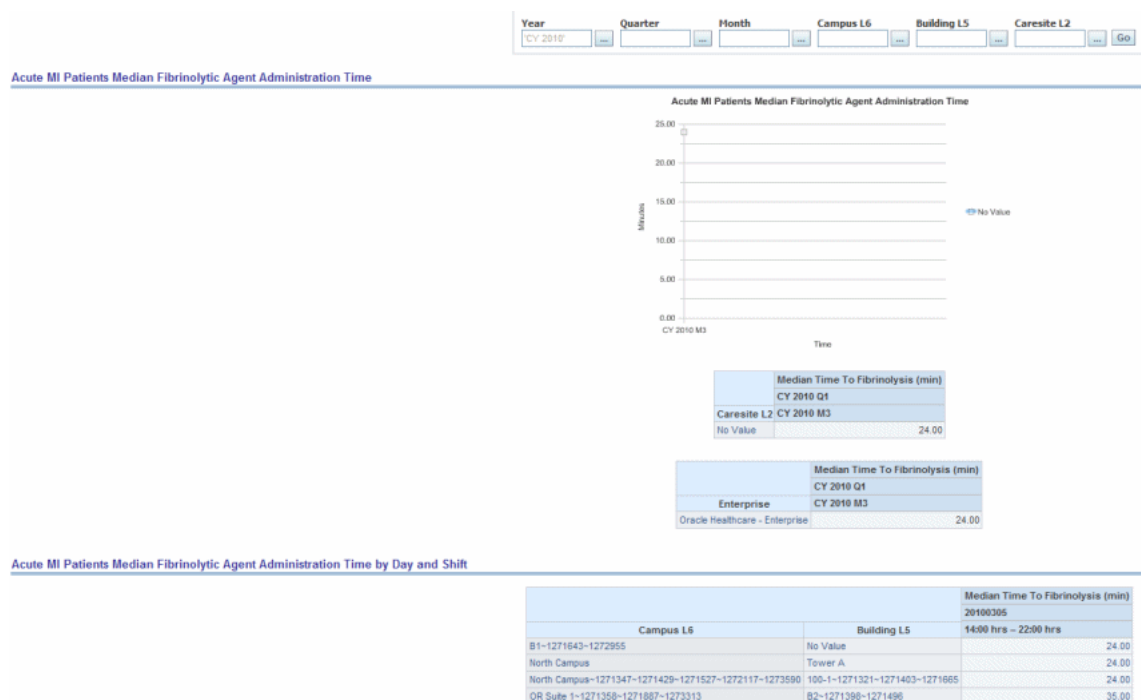 Year Quarter Month Campus L6 Building L5 Caresite L2
'CY 2010' ... ... ... ... ... ... Go
Acute MI Patients Median Fibrinolytic Agent Administration Time
Acute MI Patients Median Fibrinolytic Agent Administration Time
25.00
20.00
15.00
10.00
5.00
0.00
Minutes
CY 2010 M3
Time
No Value
Median Time To Fibrinolysis (min)
CY 2010 Q1
Caresite L2 CY 2010 M3
No Value 24.00
Median Time To Fibrinolysis (min)
CY 2010 Q1
Enterprise CY 2010 M3
Oracle Healthcare - Enterprise 24.00
Acute MI Patients Median Fibrinolytic Agent Administration Time by Day and Shift
Median Time To Fibrinolysis (min)
20100305
Campus L6 Building L5 14:00 hrs – 22:00 hrs
B1~1271643~1272955 No Value 24.00
North Campus Tower A 24.00
North Campus~1271347~1271429~1271527~1272117~1273590 100-1~1271321~1271403~1271665 24.00
OR Suite 1~1271358~1271887~1273313 B2~1271398~1271496 35.00